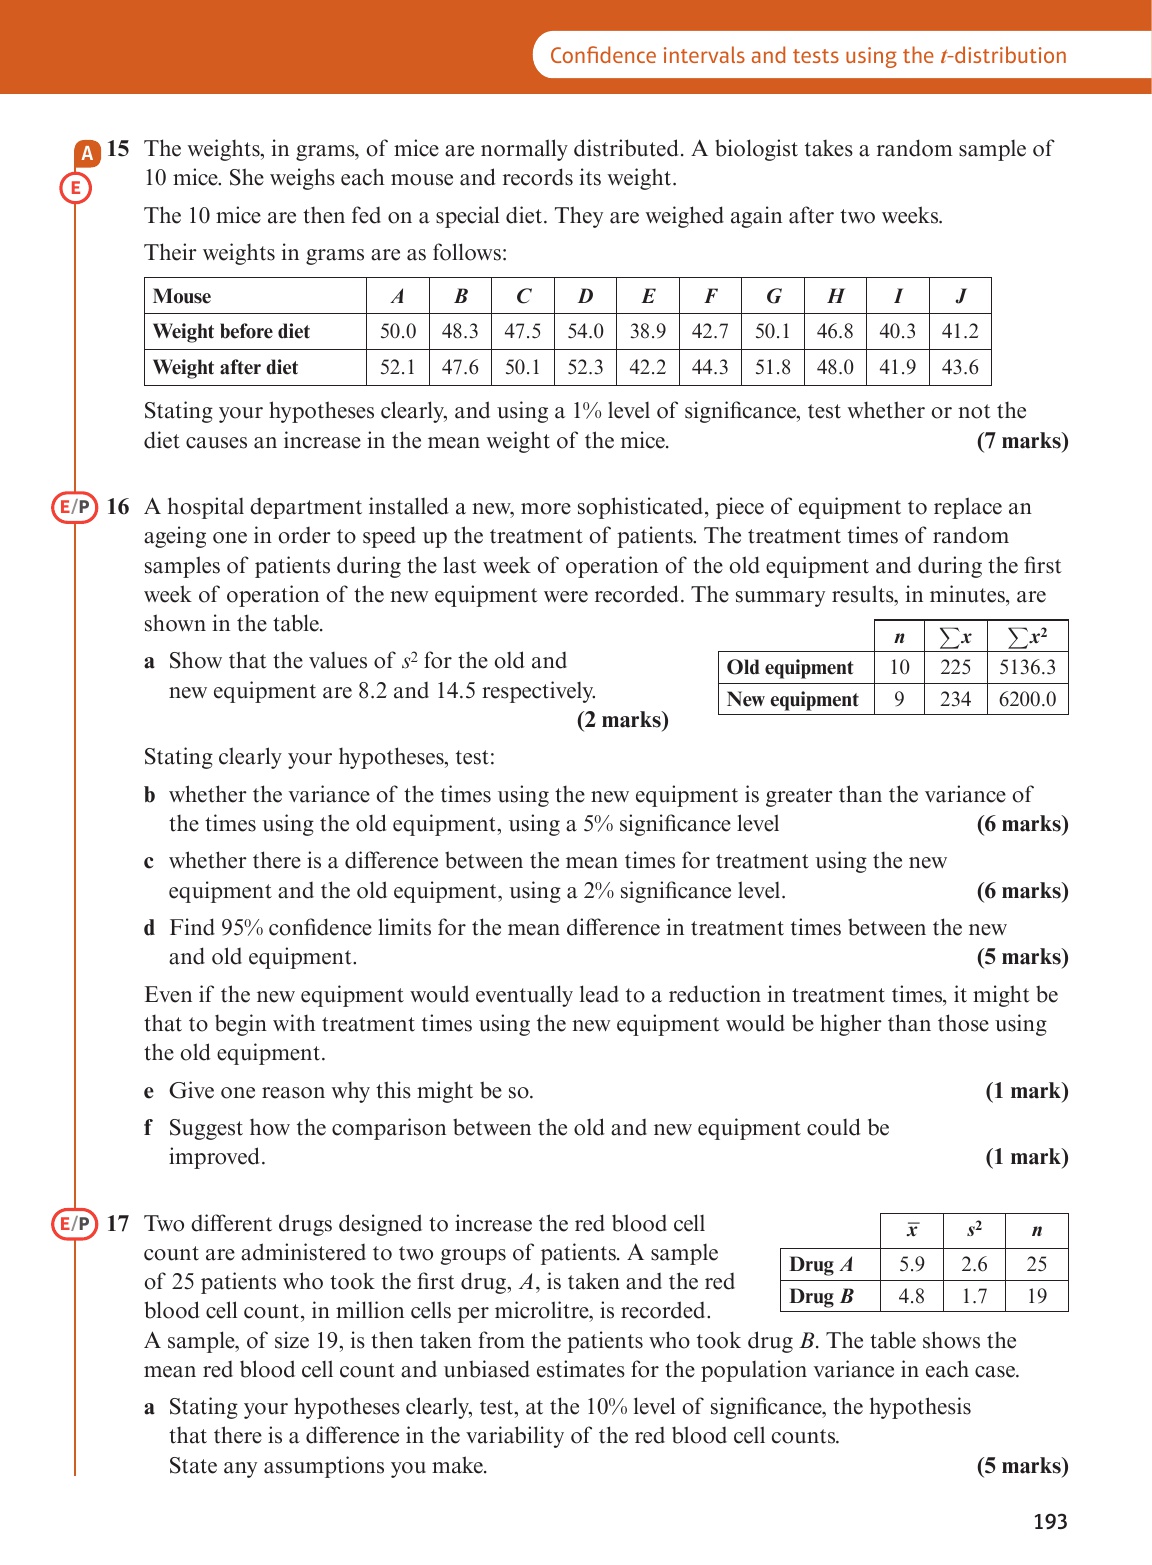 Confidence intervals and tests using the t-distribution
A
E
15 The weights, in grams, of mice are normally distributed. A biologist takes a random sample of
10 mice. She weighs each mouse and records its weight.
The 10 mice are then fed on a special diet. They are weighed again after two weeks.
Their weights in grams are as follows:
Mouse A B C D E F G H I J
Weight before diet 50.0 48.3 47.5 54.0 38.9 42.7 50.1 46.8 40.3 41.2
Weight after diet 52.1 47.6 50.1 52.3 42.2 44.3 51.8 48.0 41.9 43.6
Stating your hypotheses clearly, and using a 1% level of significance, test whether or not the
diet causes an increase in the mean weight of the mice. (7 marks)
E/P 16 A hospital department installed a new, more sophisticated, piece of equipment to replace an
ageing one in order to speed up the treatment of patients. The treatment times of random
samples of patients during the last week of operation of the old equipment and during the first
week of operation of the new equipment were recorded. The summary results, in minutes, are
shown in the table.
n ∑x ∑x²
Old equipment 10 225 5136.3
New equipment 9 234 6200.0
a Show that the values of s² for the old and
new equipment are 8.2 and 14.5 respectively.
(2 marks)
Stating clearly your hypotheses, test:
b whether the variance of the times using the new equipment is greater than the variance of
the times using the old equipment, using a 5% significance level (6 marks)
c whether there is a difference between the mean times for treatment using the new
equipment and the old equipment, using a 2% significance level. (6 marks)
d Find 95% confidence limits for the mean difference in treatment times between the new
and old equipment. (5 marks)
Even if the new equipment would eventually lead to a reduction in treatment times, it might be
that to begin with treatment times using the new equipment would be higher than those using
the old equipment.
e Give one reason why this might be so. (1 mark)
f Suggest how the comparison between the old and new equipment could be
improved. (1 mark)
E/P 17 Two different drugs designed to increase the red blood cell
count are administered to two groups of patients. A sample
of 25 patients who took the first drug, A, is taken and the red
blood cell count, in million cells per microlitre, is recorded.
x̅ s² n
Drug A 5.9 2.6 25
Drug B 4.8 1.7 19
A sample, of size 19, is then taken from the patients who took drug B. The table shows the
mean red blood cell count and unbiased estimates for the population variance in each case.
a Stating your hypotheses clearly, test, at the 10% level of significance, the hypothesis
that there is a difference in the variability of the red blood cell counts.
State any assumptions you make. (5 marks)
193